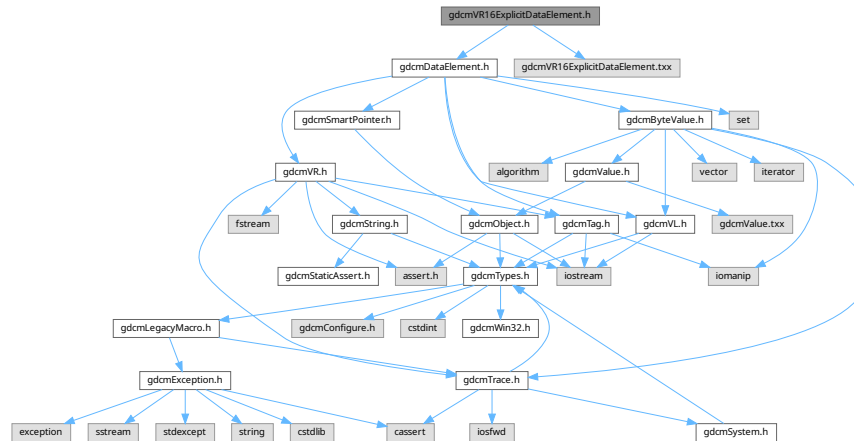 gdcmVR16ExplicitDataElement.h
gdcmDataElement.h
gdcmVR16ExplicitDataElement.txx
gdcmSmartPointer.h
gdcmByteValue.h
set
gdcmVR.h
algorithm
gdcmValue.h
vector
iterator
fstream
gdcmString.h
gdcmObject.h
gdcmTag.h
gdcmVL.h
gdcmValue.txx
gdcmStaticAssert.h
assert.h
gdcmTypes.h
iostream
iomanip
gdcmLegacyMacro.h
gdcmConfigure.h
cstdint
gdcmWin32.h
gdcmException.h
gdcmTrace.h
exception
sstream
stdexcept
string
cstdlib
cassert
iosfwd
gdcmSystem.h